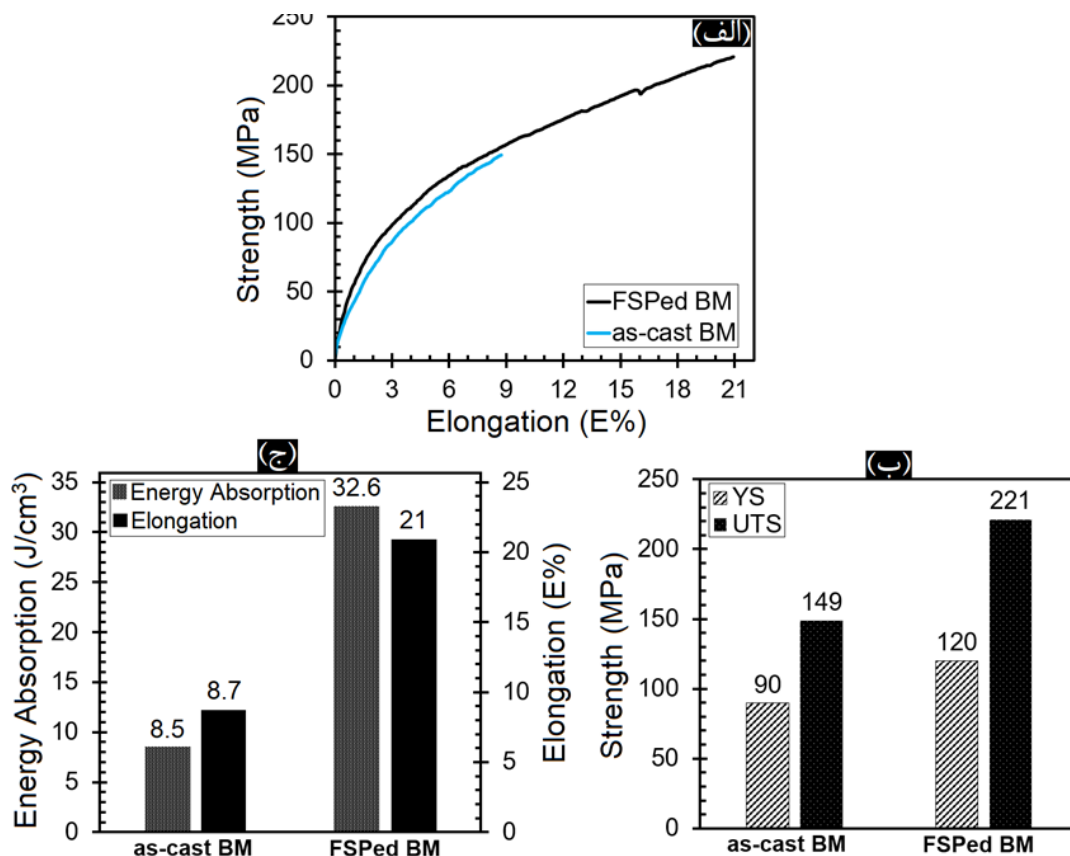 (الف)
250
200
150
100
50
0
Strength (MPa)
FSPed BM
as-cast BM
0 3 6 9 12 15 18 21
Elongation (E%)
(ج)
35
30
25
20
15
10
5
0
Energy Absorption (J/cm³)
Energy Absorption
Elongation
8.5
8.7
32.6
21
25
20
15
10
5
0
Elongation (E%)
as-cast BM FSPed BM
(ب)
250
200
150
100
50
0
Strength (MPa)
YS
UTS
90
149
120
221
as-cast BM FSPed BM